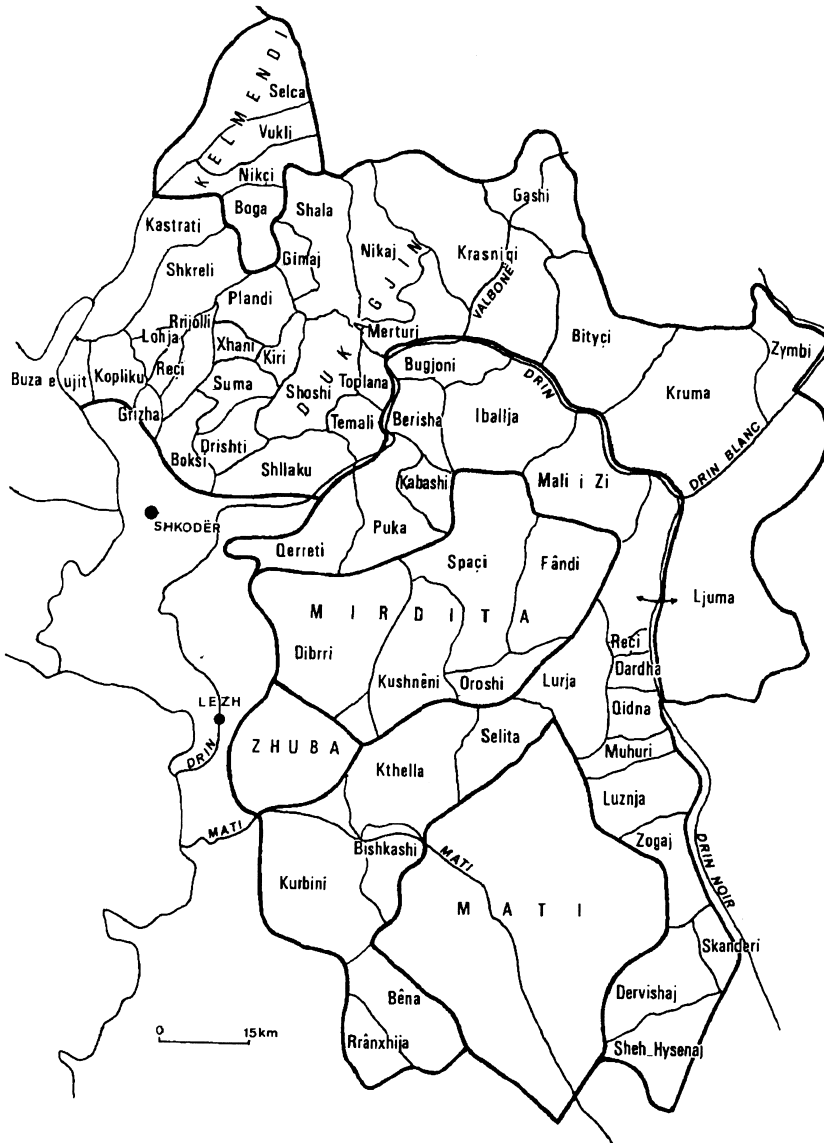 KELMENDI
Selca
Vukli
Nikçi
Boga
Shala
Gashi
Kastrati
Gimaj
Nikaj
Krasniqi
Shkreli
VALBONË
Plandi
DUKAGJIN
Lohja
Rrijolli
Merturi
Bityçi
Zymbi
Xhani
Kiri
Bugjoni
DRIN
Buza e ujit
Kopliku
Reci
Suma
Shoshi
Toplana
Kruma
Grizha
Temali
Berisha
Iballja
Drishti
Boksi
Shllaku
Kabashi
Mali i Zi
DRIN BLANC
SHKODËR
Puka
Qerreti
Spaçi
Fândi
Ljuma
MIRDITA
Dibrri
Reçi
Dardha
Kushnêni
Oroshi
Lurja
Qidna
LEZH
ZHUBA
Selita
Muhuri
DRIN
Kthella
Luznja
MATI
Zogaj
Bishkashi
MATI
DRIN NOIR
Kurbini
MATI
Skanderi
Bêna
Dervishaj
Rrânxhija
Sheh_Hysenaj
0 15km